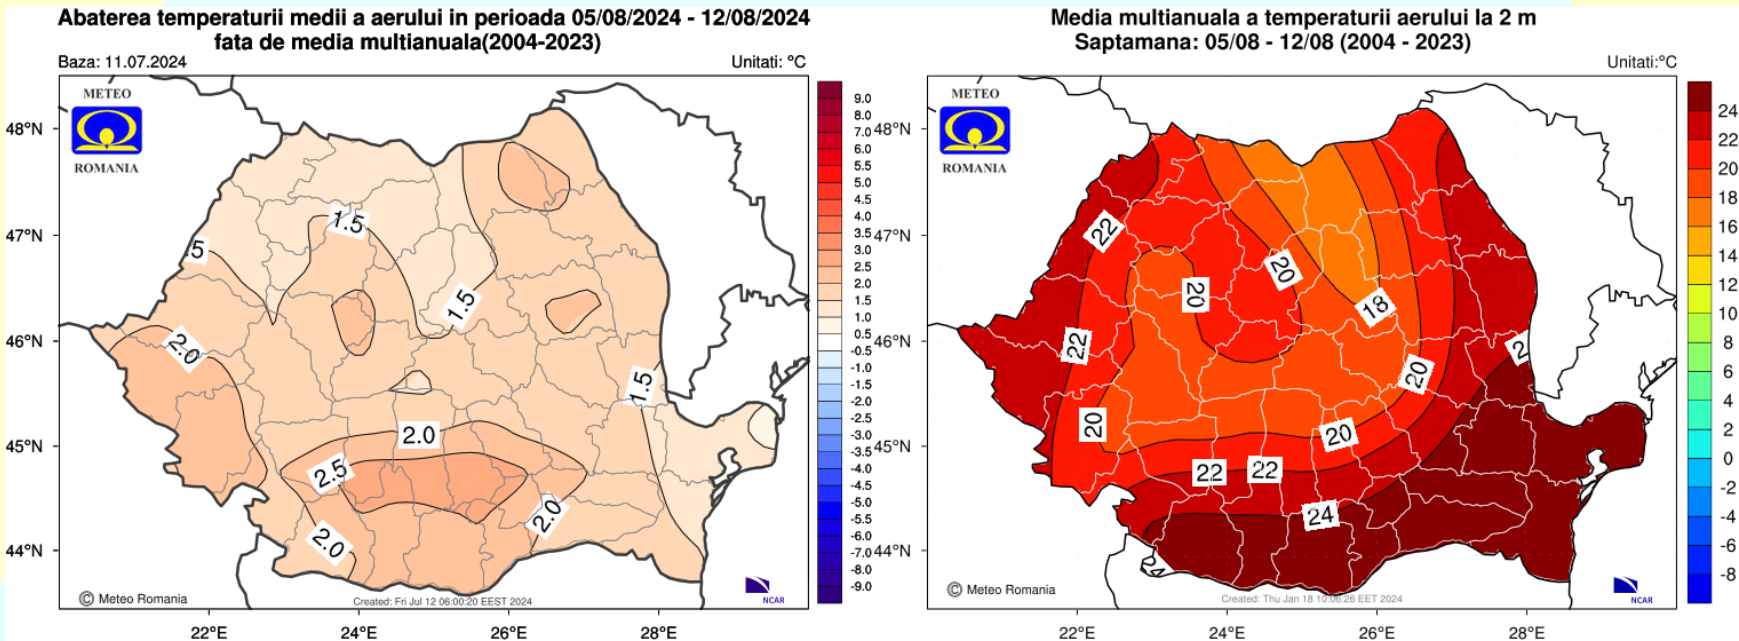 Abaterea temperaturii medii a aerului in perioada 05/08/2024 - 12/08/2024
fata de media multianuala(2004-2023)
Baza: 11.07.2024
Unitati: °C
METEO
ROMANIA
48°N
47°N
46°N
45°N
44°N
1.5
.5
1.5
2.0
1.5
2.0
2.5
2.0
2.0
9.0
8.0
7.0
6.0
5.5
5.0
4.5
4.0
3.5
3.0
2.5
2.0
1.5
1.0
0.5
-0.5
-1.0
-1.5
-2.0
-2.5
-3.0
-3.5
-4.0
-4.5
-5.0
-5.5
-6.0
-7.0
-8.0
-9.0
© Meteo Romania
Created: Fri Jul 12 06:00:20 EEST 2024
NCAR
22°E
24°E
26°E
28°E
Media multianuala a temperaturii aerului la 2 m
Saptamana: 05/08 - 12/08 (2004 - 2023)
Unitati:°C
METEO
ROMANIA
48°N
47°N
46°N
45°N
44°N
22
20
20
18
22
2
20
20
20
22
22
24
24
24
22
20
18
16
14
12
10
8
6
4
2
0
-2
-4
-6
-8
© Meteo Romania
Created: Thu Jan 18 10:06:26 EET 2024
NCAR
22°E
24°E
26°E
28°E